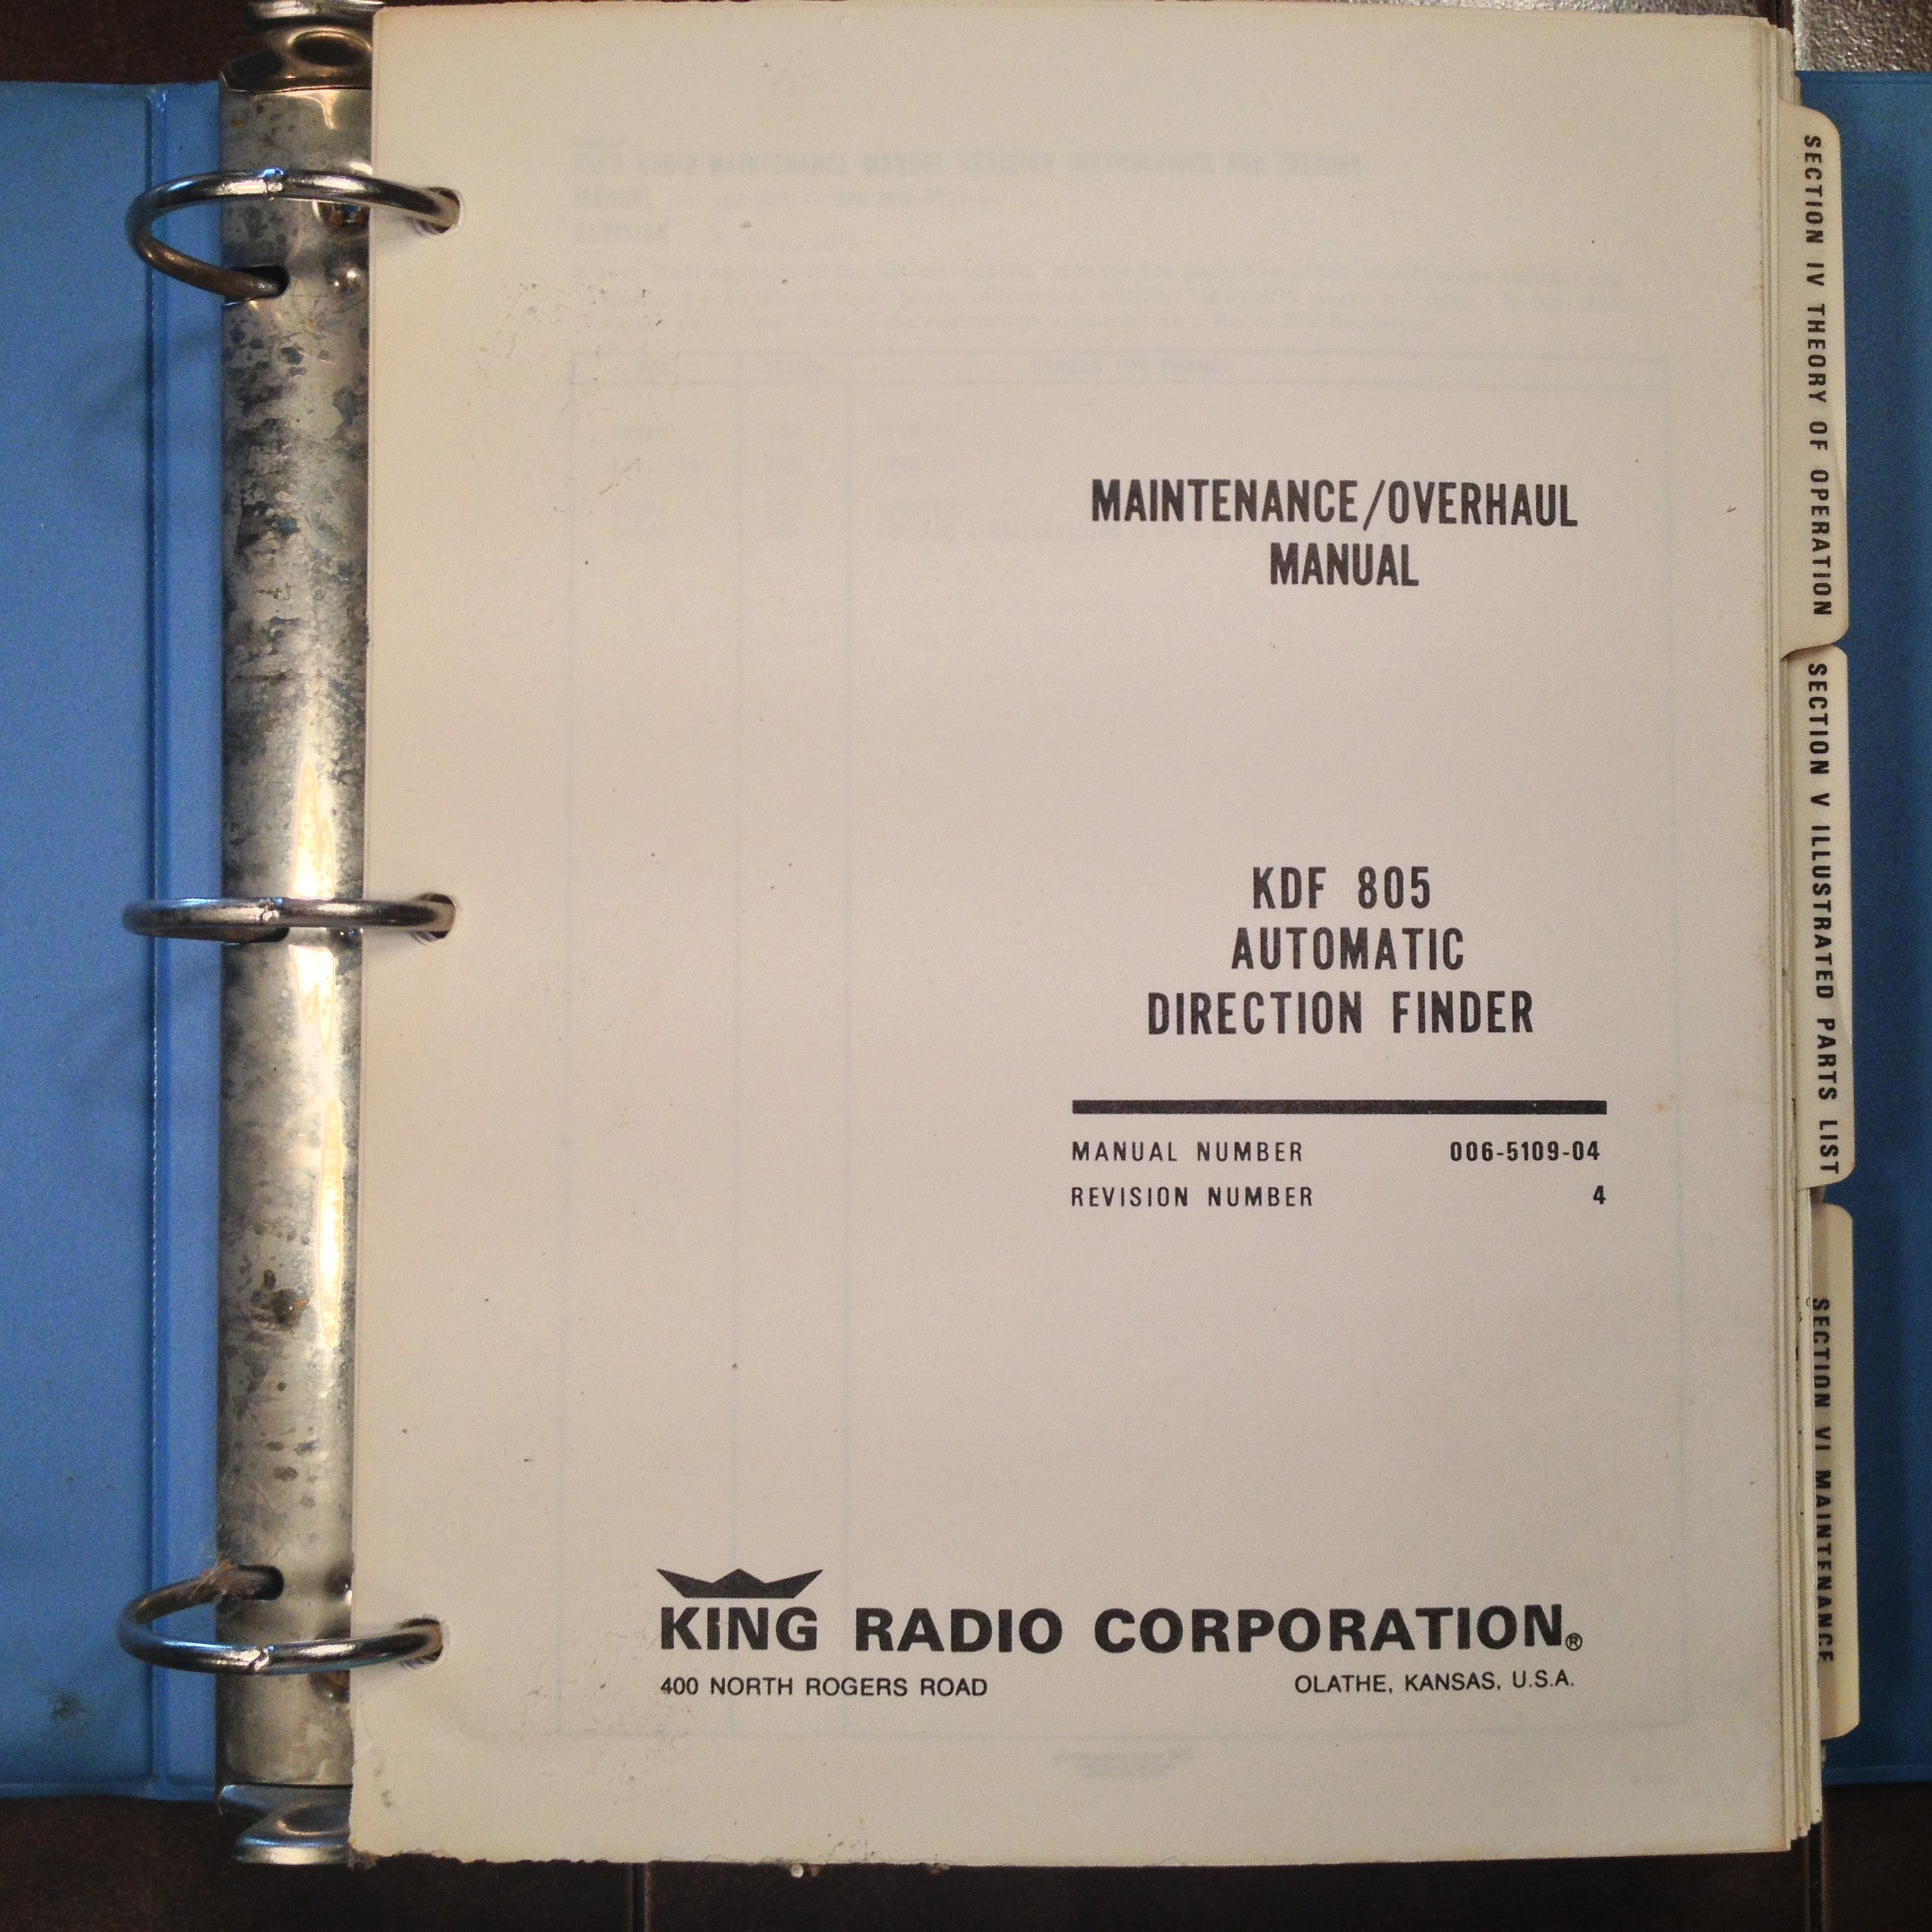 MAINTENANCE/OVERHAUL
MANUAL
KDF 805
AUTOMATIC
DIRECTION FINDER
MANUAL NUMBER 006-5109-04
REVISION NUMBER 4
KING RADIO CORPORATION®
400 NORTH ROGERS ROAD OLATHE, KANSAS, U.S.A.
SECTION IV THEORY OF OPERATION
SECTION V ILLUSTRATED PARTS LIST
SECTION VI MAINTENANCE